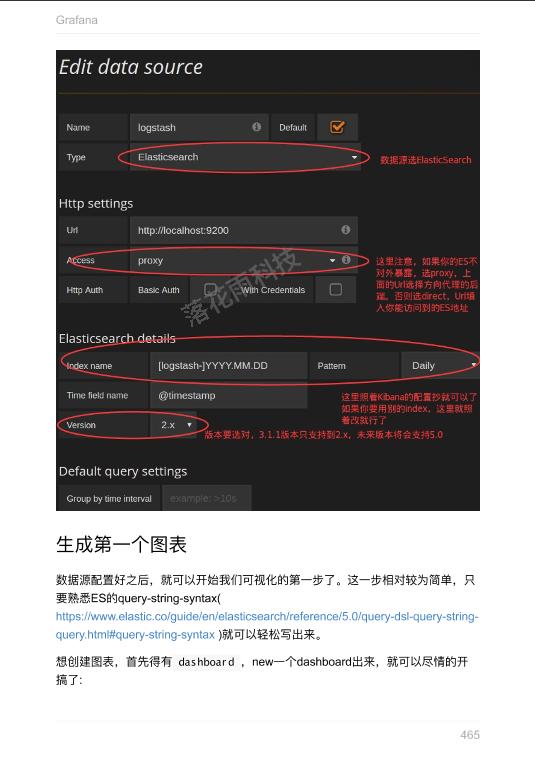 Grafana
Edit data source
Name logstash Default
Type Elasticsearch
数据源选ElasticSearch
Http settings
Url http://localhost:9200
Access proxy
这里注意，如果你的ES不
对外暴露，选proxy，上
面的Url选择方向代理的后
端，否则选direct，Url填
入你能访问到的ES地址
Http Auth Basic Auth With Credentials
落花雨科技
Elasticsearch details
Index name [logstash-]YYYY.MM.DD Pattern Daily
Time field name @timestamp
这里照着Kibana的配置抄就可以了
如果你要用别的index，这里就照
着改就行了
Version 2.x
版本要选对，3.1.1版本只支持到2.x，未来版本将会支持5.0
Default query settings
Group by time interval example: >10s
生成第一个图表
数据源配置好之后，就可以开始我们可视化的第一步了。这一步相对较为简单，只
要熟悉ES的query-string-syntax(
https://www.elastic.co/guide/en/elasticsearch/reference/5.0/query-dsl-query-string-
query.html#query-string-syntax )就可以轻松写出来。
想创建图表，首先得有 dashboard ，new一个dashboard出来，就可以尽情的开
搞了:
465